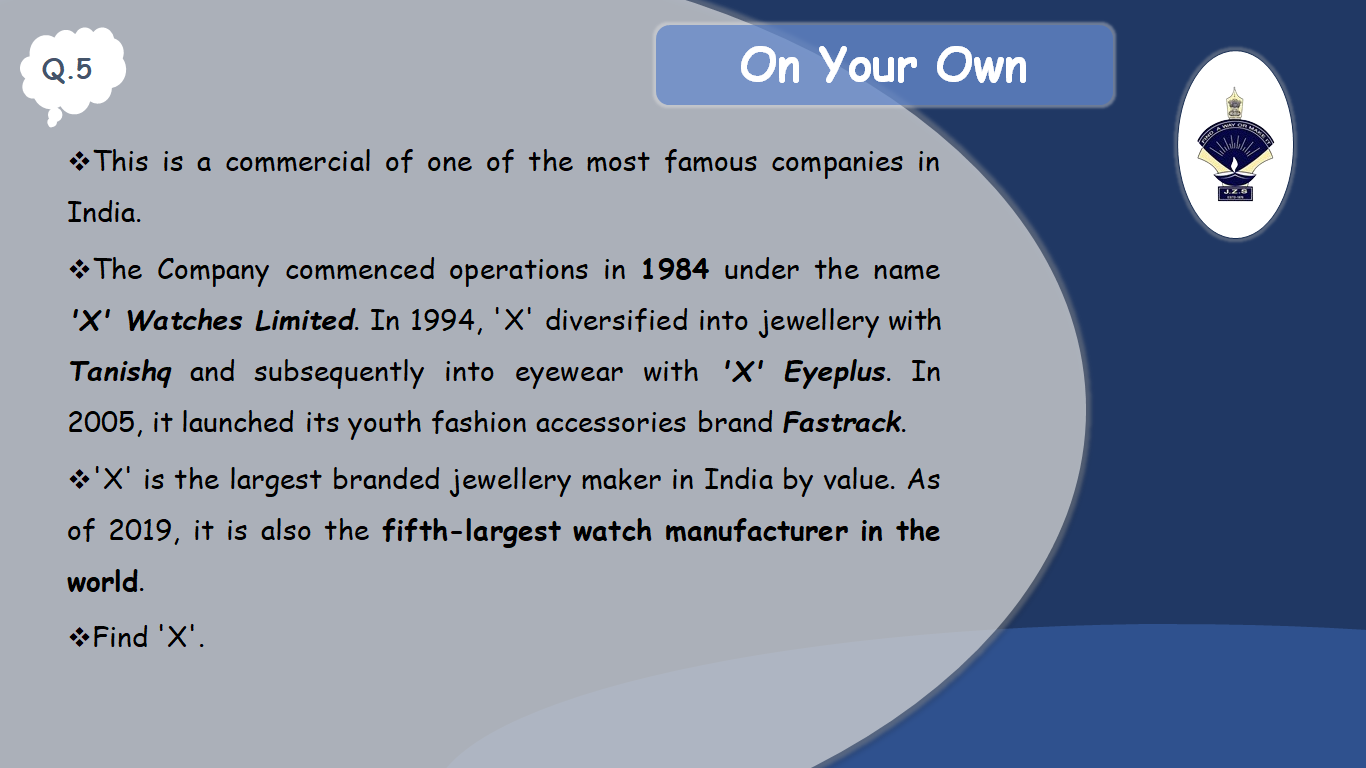 Q.5
On Your Own
FIND A WAY OR MAKE IT
J.Z.S
❖This is a commercial of one of the most famous companies in
India.
❖The Company commenced operations in 1984 under the name
'X' Watches Limited. In 1994, 'X' diversified into jewellery with
Tanishq and subsequently into eyewear with 'X' Eyeplus. In
2005, it launched its youth fashion accessories brand Fastrack.
❖'X' is the largest branded jewellery maker in India by value. As
of 2019, it is also the fifth-largest watch manufacturer in the
world.
❖Find 'X'.